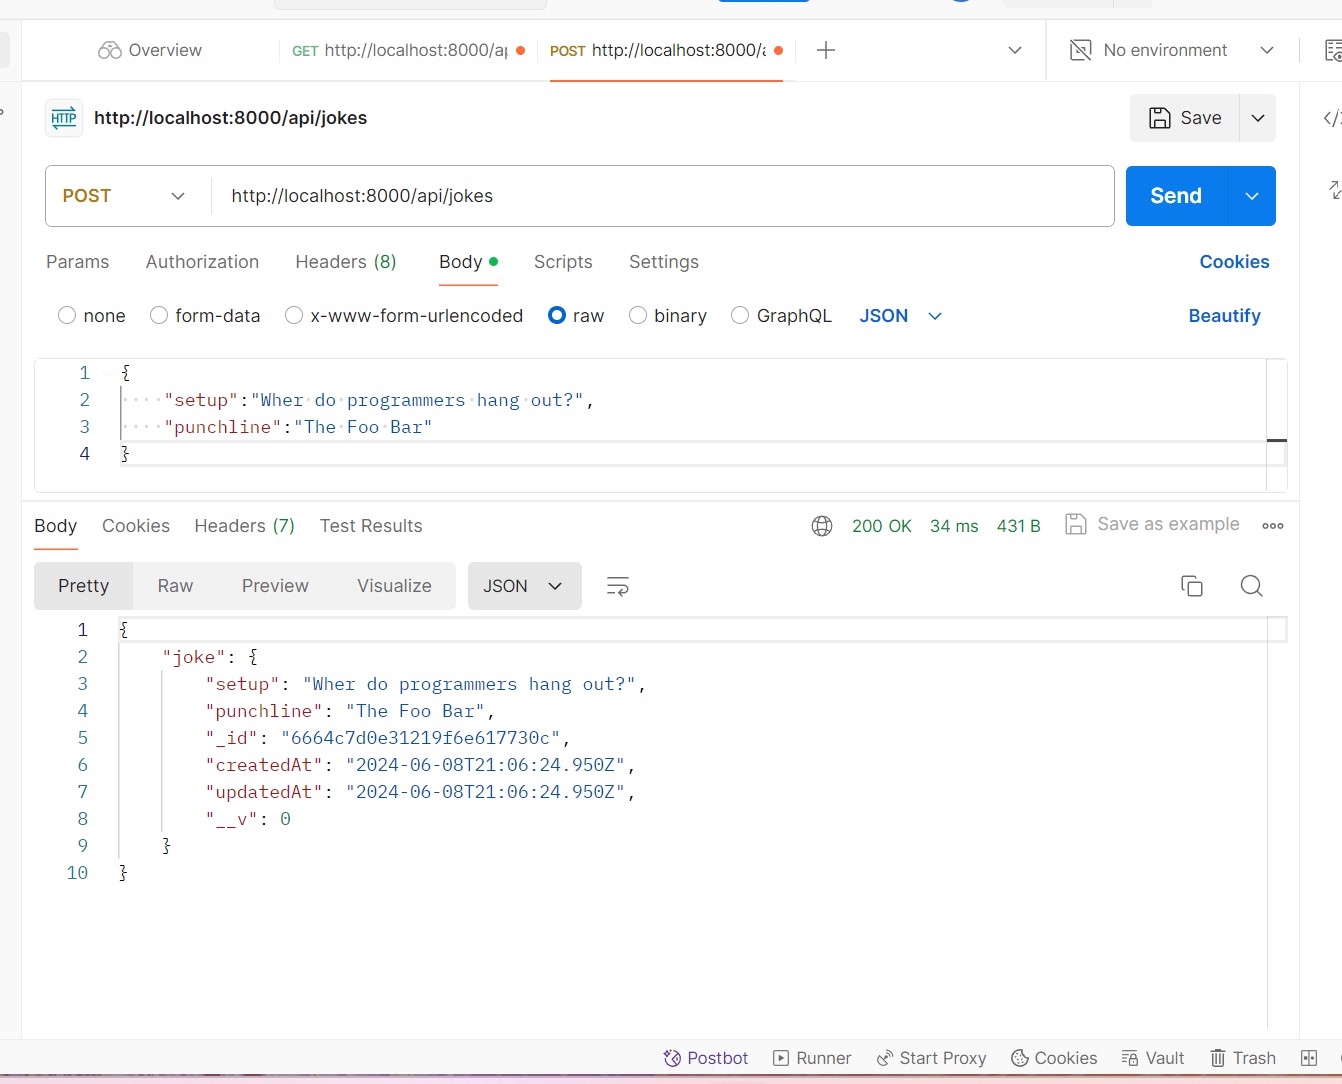 Overview
GET http://localhost:8000/ap
POST http://localhost:8000/a
No environment
HTTP http://localhost:8000/api/jokes
Save
POST http://localhost:8000/api/jokes
Send
Params Authorization Headers (8) Body Scripts Settings Cookies
none form-data x-www-form-urlencoded raw binary GraphQL JSON Beautify
1 {
2 "setup":"Wher do programmers hang out?",
3 "punchline":"The Foo Bar"
4 }
Body Cookies Headers (7) Test Results 200 OK 34 ms 431 B Save as example
Pretty Raw Preview Visualize JSON
1 {
2 "joke": {
3 "setup": "Wher do programmers hang out?",
4 "punchline": "The Foo Bar",
5 "_id": "6664c7d0e31219f6e617730c",
6 "createdAt": "2024-06-08T21:06:24.950Z",
7 "updatedAt": "2024-06-08T21:06:24.950Z",
8 "__v": 0
9 }
10 }
Postbot Runner Start Proxy Cookies Vault Trash